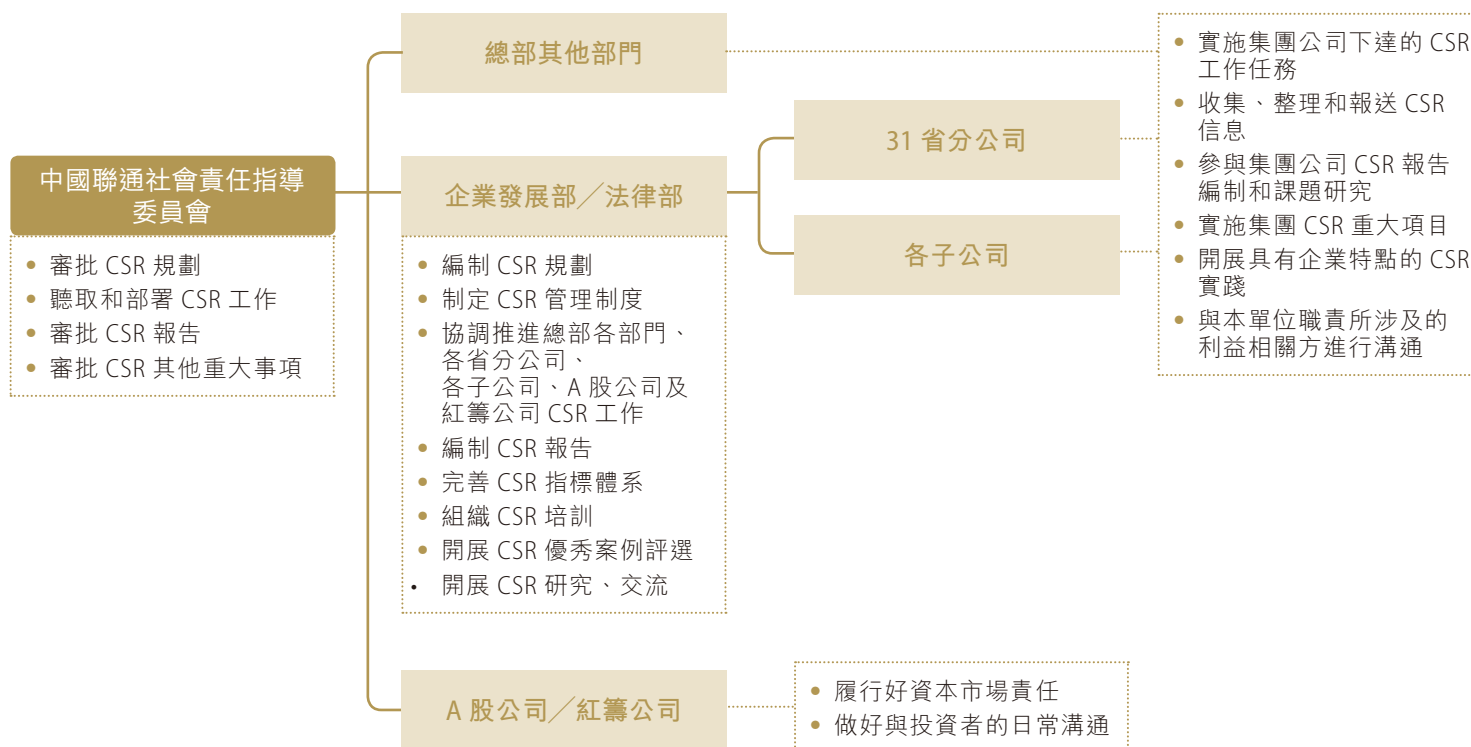 中國聯通社會責任指導
委員會
• 審批 CSR 規劃
• 聽取和部署 CSR 工作
• 審批 CSR 報告
• 審批 CSR 其他重大事項
總部其他部門
企業發展部╱法律部
• 編制 CSR 規劃
• 制定 CSR 管理制度
• 協調推進總部各部門、
各省分公司、
各子公司、A 股公司及
紅籌公司 CSR 工作
• 編制 CSR 報告
• 完善 CSR 指標體系
• 組織 CSR 培訓
• 開展 CSR 優秀案例評選
• 開展 CSR 研究、交流
A 股公司╱紅籌公司
31 省分公司
各子公司
• 實施集團公司下達的 CSR
工作任務
• 收集、整理和報送 CSR
信息
• 參與集團公司 CSR 報告
編制和課題研究
• 實施集團 CSR 重大項目
• 開展具有企業特點的 CSR
實踐
• 與本單位職責所涉及的
利益相關方進行溝通
• 履行好資本市場責任
• 做好與投資者的日常溝通